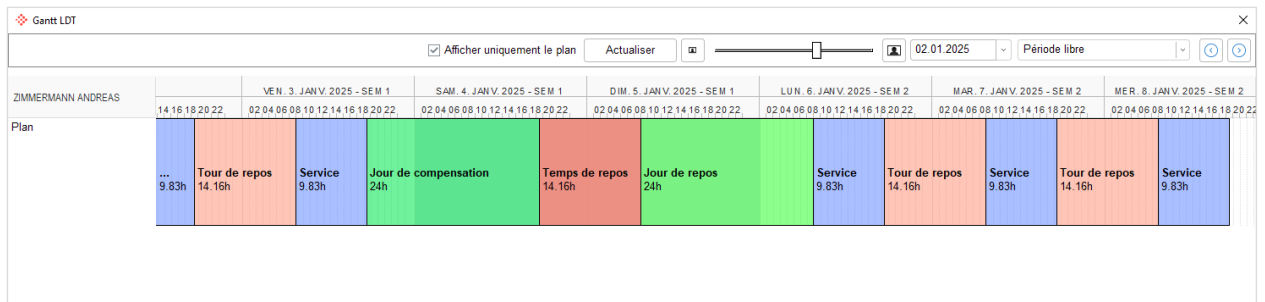 Gantt LDT
Afficher uniquement le plan Actualiser 02.01.2025 Période libre
ZIMMERMANN ANDREAS
VEN. 3. JANV. 2025 - SEM 1 SAM. 4. JANV. 2025 - SEM 1 DIM. 5. JANV. 2025 - SEM 1 LUN. 6. JANV. 2025 - SEM 2 MAR. 7. JANV. 2025 - SEM 2 MER. 8. JANV. 2025 - SEM 2
14 16 18 20 22 02 04 06 08 10 12 14 16 18 20 22 02 04 06 08 10 12 14 16 18 20 22 02 04 06 08 10 12 14 16 18 20 22 02 04 06 08 10 12 14 16 18 20 22 02 04 06 08 10 12 14 16 18 20 22 02 04 06 08 10 12 14 16 18 20 22
Plan
... Tour de repos Service Jour de compensation Temps de repos Jour de repos Service Tour de repos Service Tour de repos Service
9.83h 14.16h 9.83h 24h 14.16h 24h 9.83h 14.16h 9.83h 14.16h 9.83h